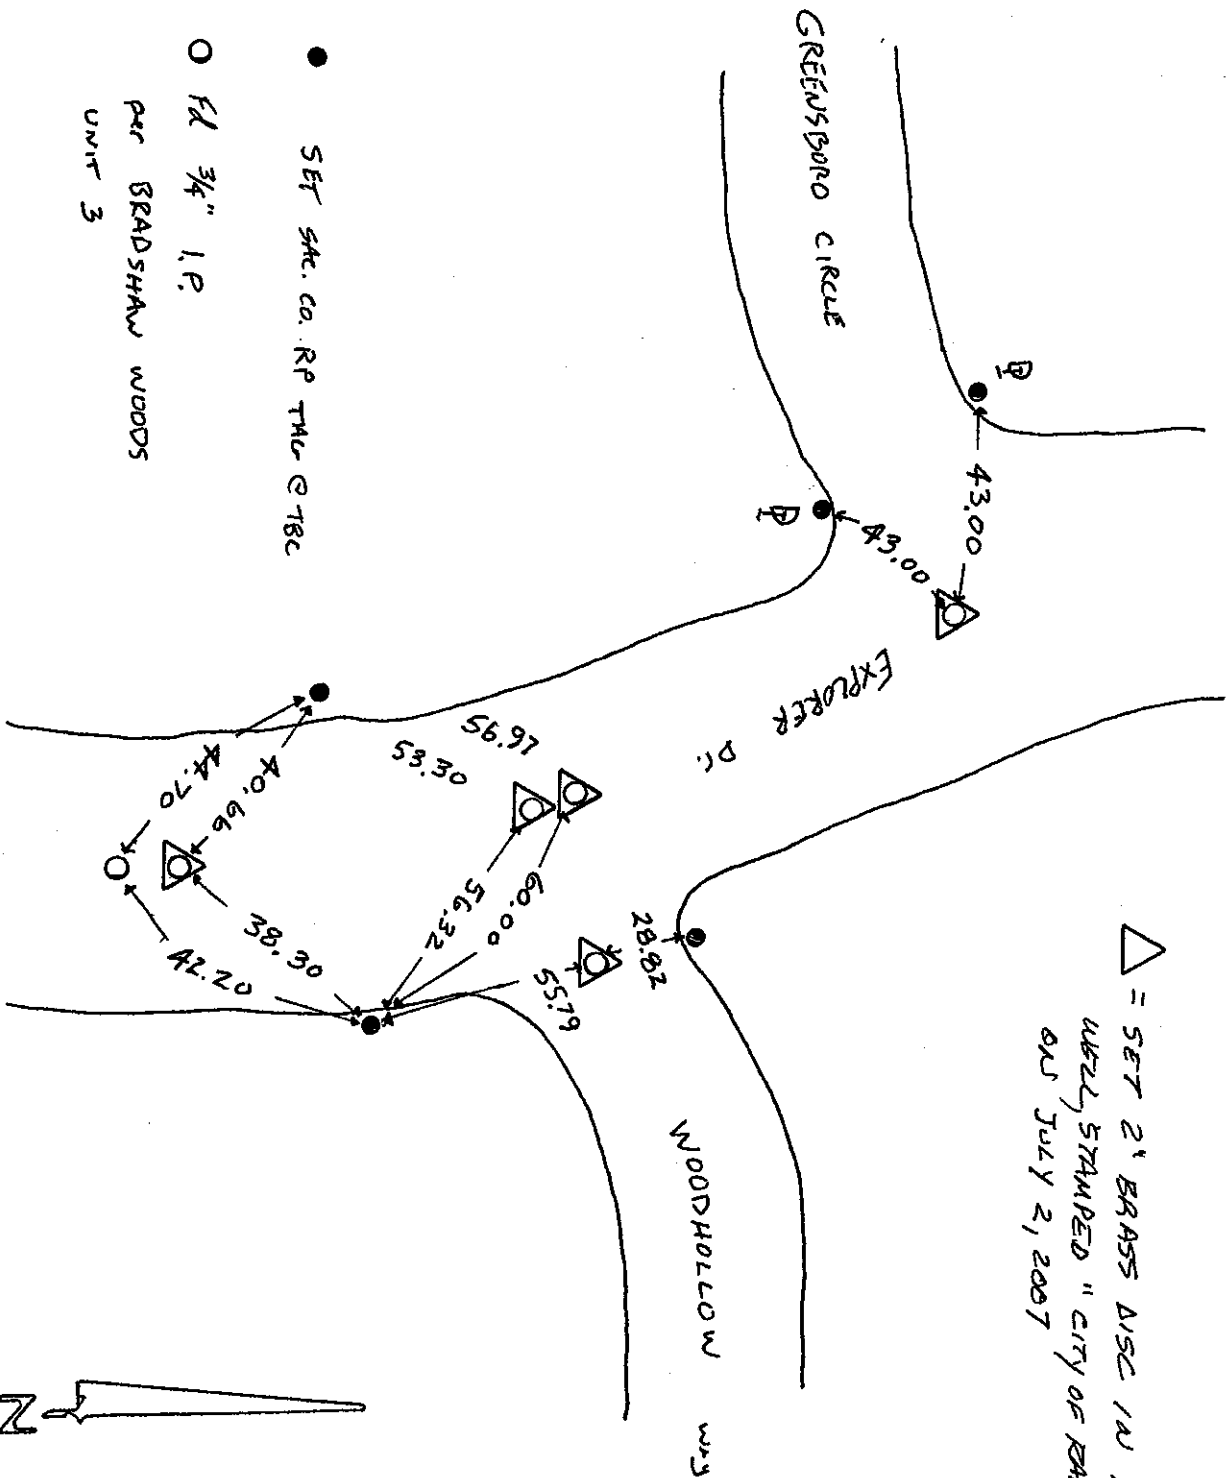 GREENSBORO CIRCLE
43.00
43.00
EXPLORER Dr.
= SET 2" BRASS DISC IN
WELL, STAMPED "CITY OF
ON JULY 2, 2007
56.97
53.30
60.00
56.32
28.82
55.79
40.66
44.70
38.30
42.20
WOODHOLLOW way
SET SAC. CO. RP TAG @ TBC
Fd 3/4" I.P.
per BRADSHAW WOODS
UNIT 3
N